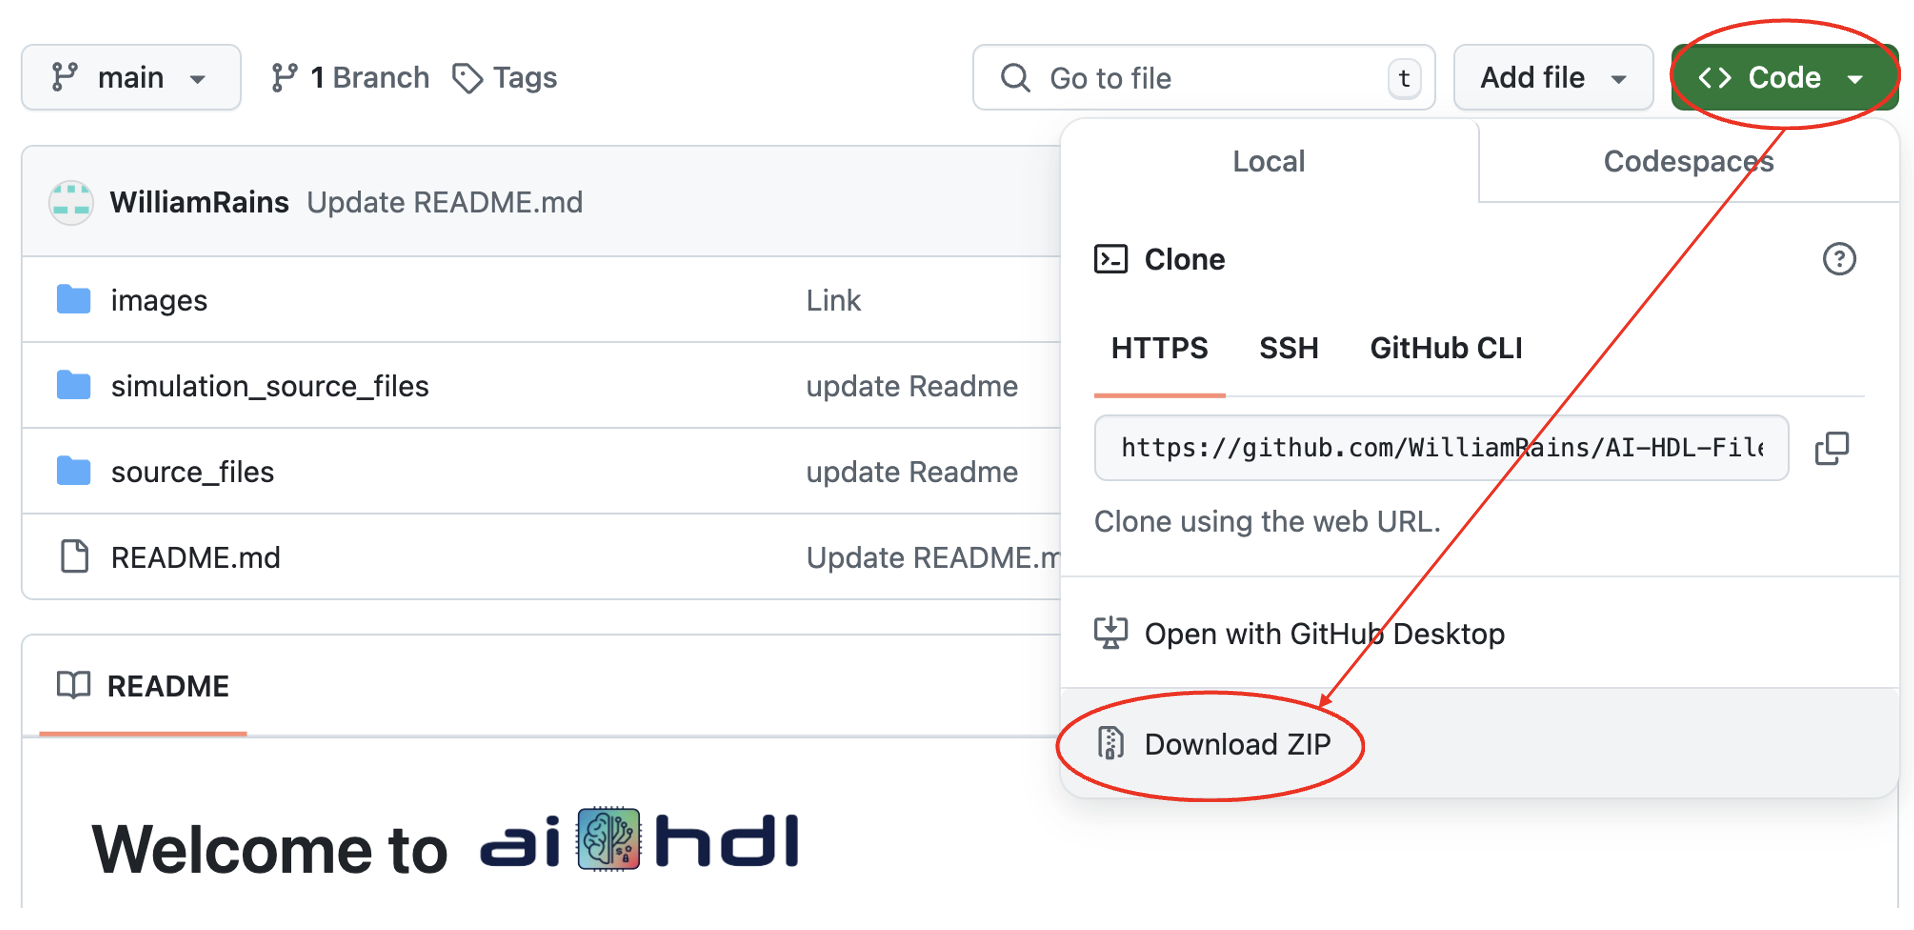 main
1 Branch
Tags
Go to file
t
Add file
<> Code
WilliamRains Update README.md
images Link
simulation_source_files update Readme
source_files update Readme
README.md Update README.m
Local
Codespaces
Clone
?
HTTPS SSH GitHub CLI
https://github.com/WilliamRains/AI-HDL-File
Clone using the web URL.
Open with GitHub Desktop
Download ZIP
README
Welcome to ai hdl